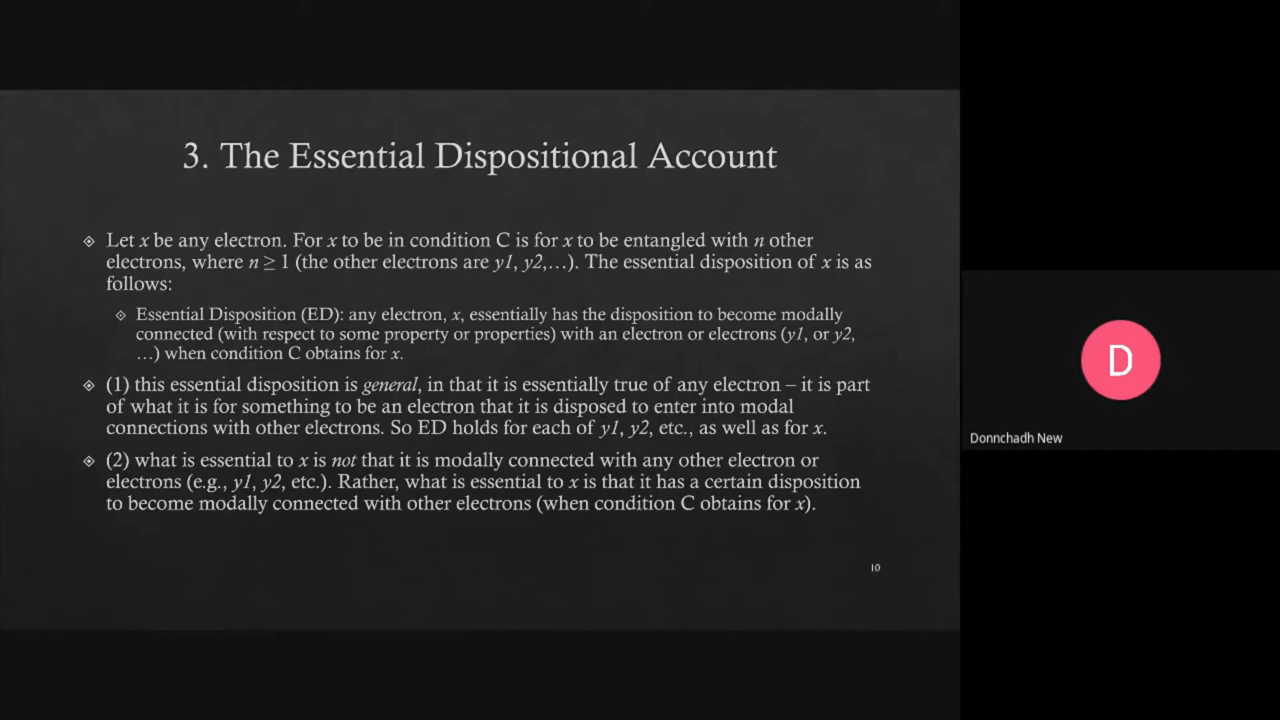 3. The Essential Dispositional Account
Let x be any electron. For x to be in condition C is for x to be entangled with n other
electrons, where n ≥ 1 (the other electrons are y1, y2,…). The essential disposition of x is as
follows:
Essential Disposition (ED): any electron, x, essentially has the disposition to become modally
connected (with respect to some property or properties) with an electron or electrons (y1, or y2,
…) when condition C obtains for x.
(1) this essential disposition is general, in that it is essentially true of any electron – it is part
of what it is for something to be an electron that it is disposed to enter into modal
connections with other electrons. So ED holds for each of y1, y2, etc., as well as for x.
(2) what is essential to x is not that it is modally connected with any other electron or
electrons (e.g., y1, y2, etc.). Rather, what is essential to x is that it has a certain disposition
to become modally connected with other electrons (when condition C obtains for x).
10
D
Donnchadh New